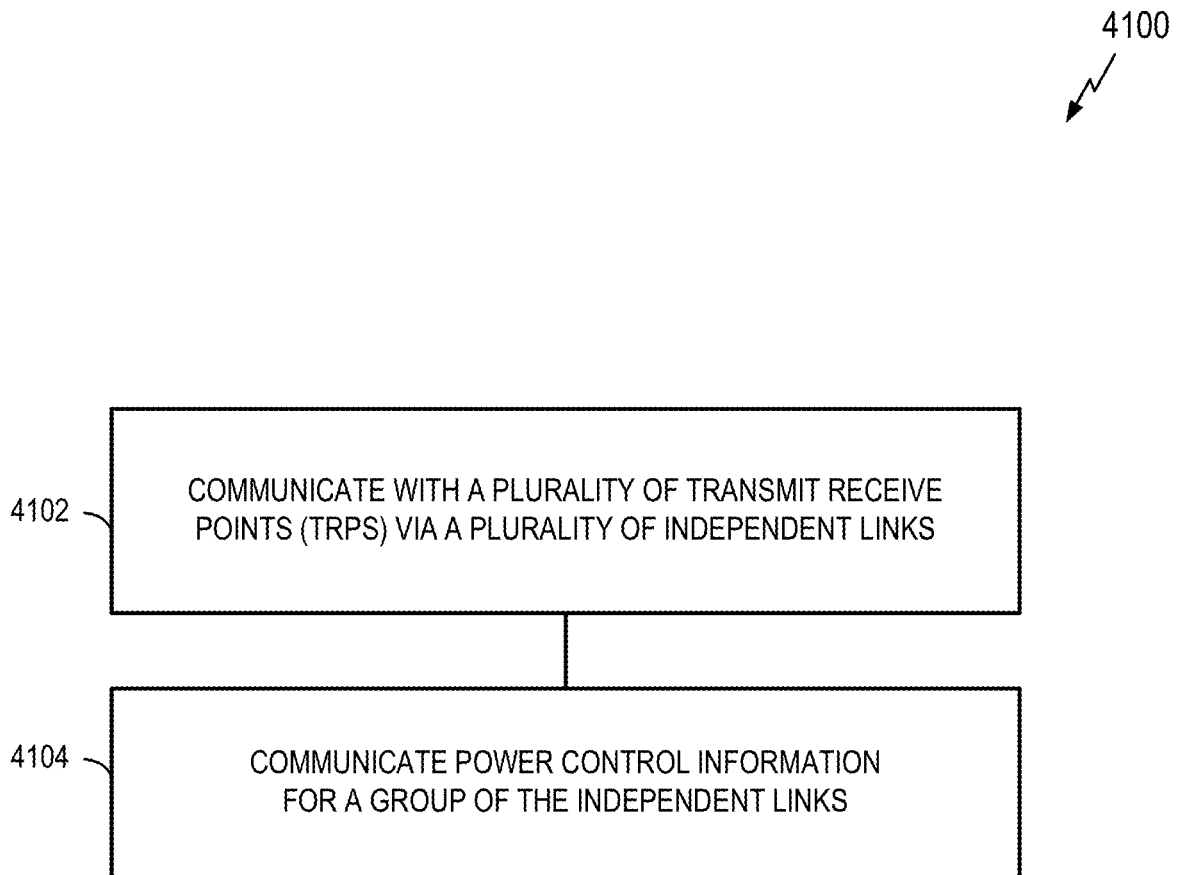 4100
4102
COMMUNICATE WITH A PLURALITY OF TRANSMIT RECEIVE
POINTS (TRPS) VIA A PLURALITY OF INDEPENDENT LINKS
4104
COMMUNICATE POWER CONTROL INFORMATION
FOR A GROUP OF THE INDEPENDENT LINKS